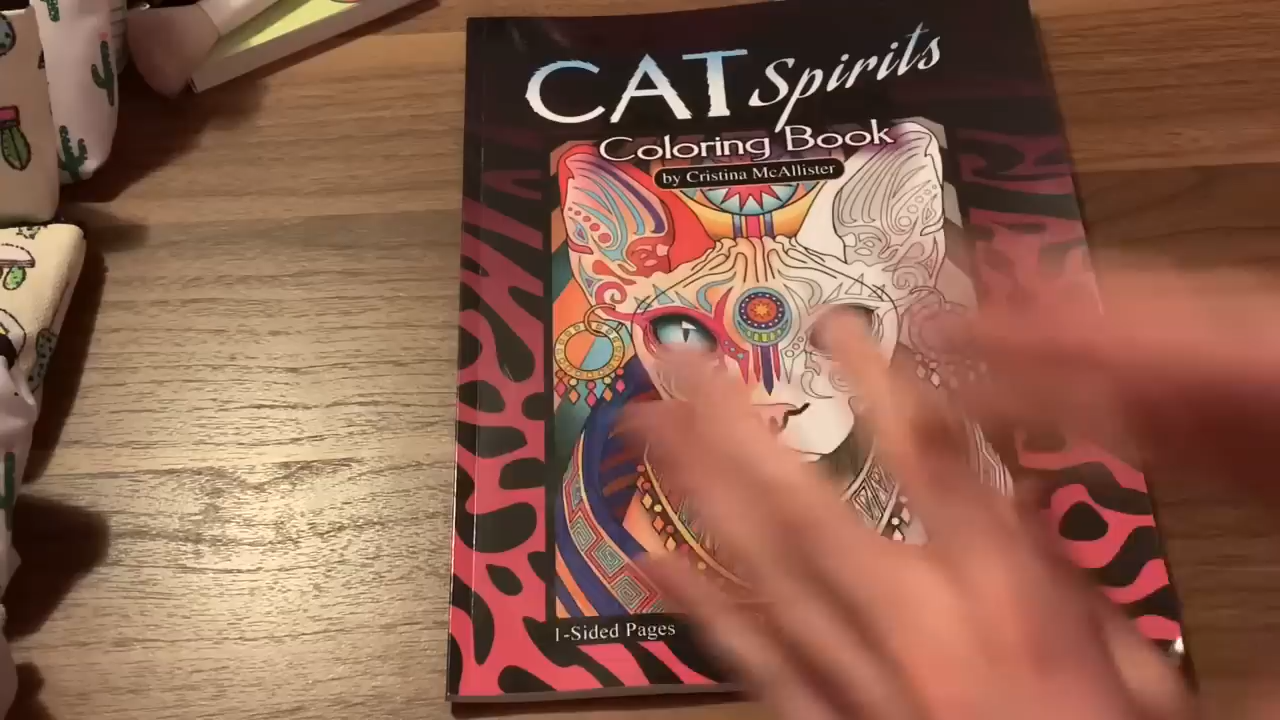 CAT Spirits
Coloring Book
by Cristina McAllister
1-Sided Pages